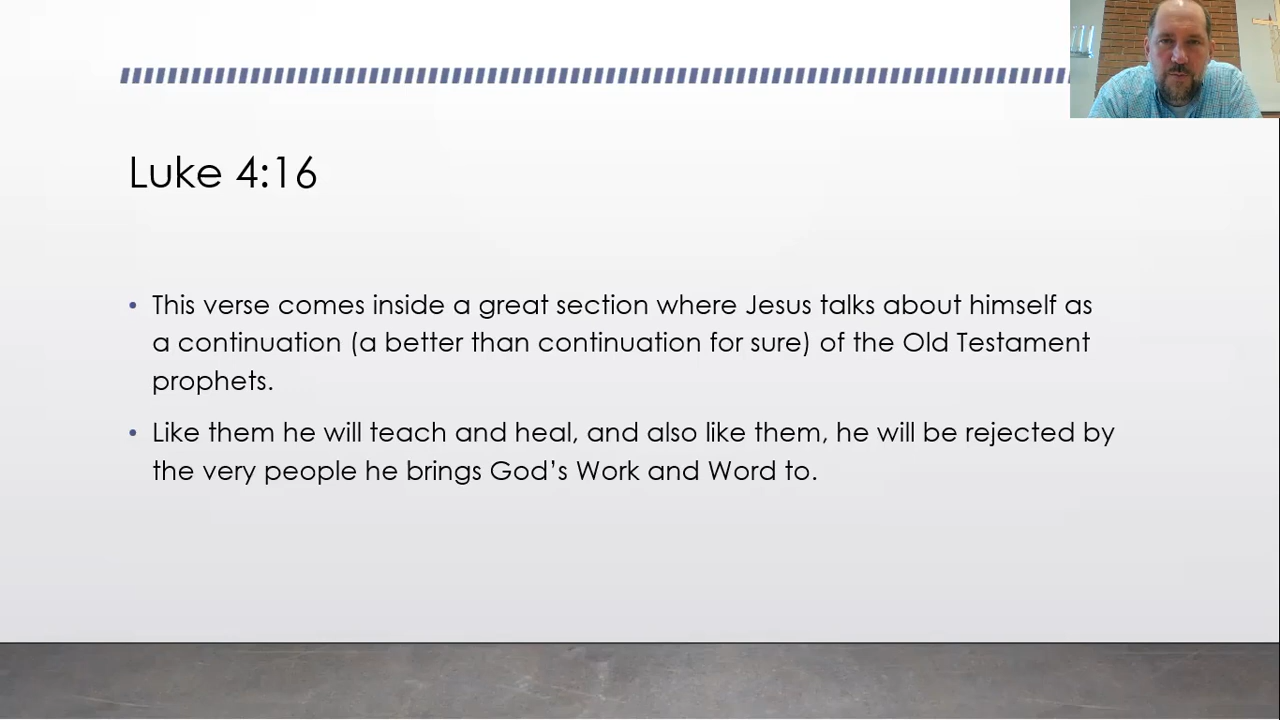 Luke 4:16
• This verse comes inside a great section where Jesus talks about himself as
a continuation (a better than continuation for sure) of the Old Testament
prophets.
• Like them he will teach and heal, and also like them, he will be rejected by
the very people he brings God’s Work and Word to.